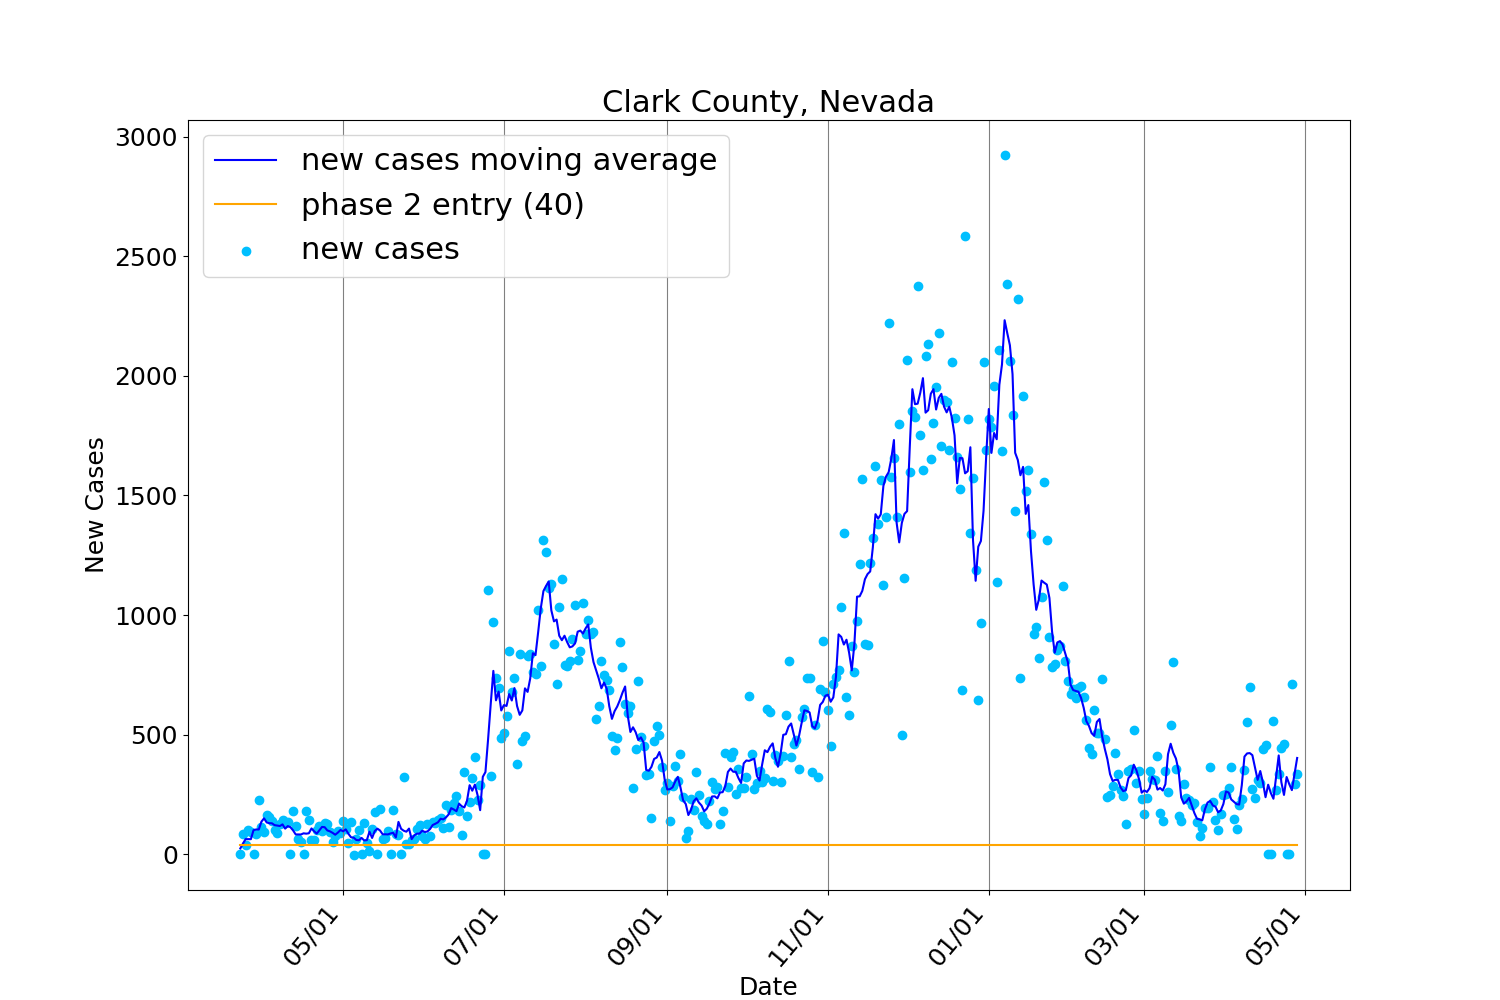 Clark County, Nevada
3000
2500
2000
1500
1000
500
0
New Cases
new cases moving average
phase 2 entry (40)
new cases
05/01
07/01
09/01
11/01
01/01
03/01
05/01
Date